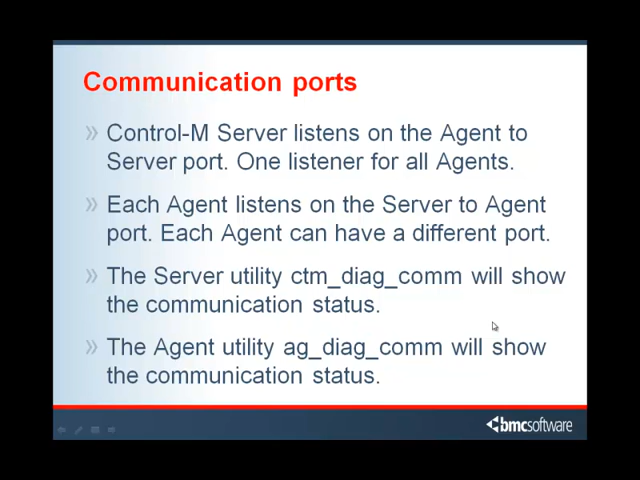 Communication ports
» Control-M Server listens on the Agent to
Server port. One listener for all Agents.
» Each Agent listens on the Server to Agent
port. Each Agent can have a different port.
» The Server utility ctm_diag_comm will show
the communication status.
» The Agent utility ag_diag_comm will show
the communication status.
bmcsoftware